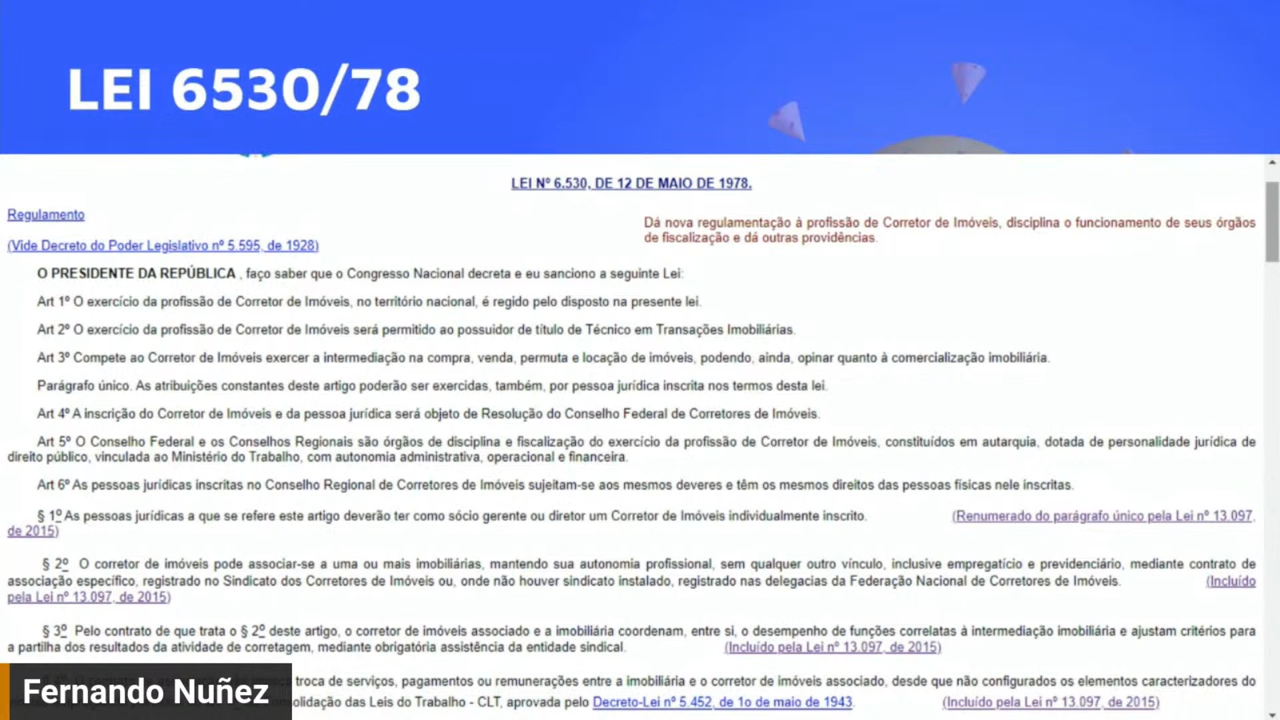 LEI 6530/78
LEI Nº 6.530, DE 12 DE MAIO DE 1978.
Regulamento
Dá nova regulamentação à profissão de Corretor de Imóveis, disciplina o funcionamento de seus órgãos
de fiscalização e dá outras providências.
(Vide Decreto do Poder Legislativo nº 5.595, de 1928)
O PRESIDENTE DA REPÚBLICA , faço saber que o Congresso Nacional decreta e eu sanciono a seguinte Lei:
Art 1º O exercício da profissão de Corretor de Imóveis, no território nacional, é regido pelo disposto na presente lei.
Art 2º O exercício da profissão de Corretor de Imóveis será permitido ao possuidor de título de Técnico em Transações Imobiliárias.
Art 3º Compete ao Corretor de Imóveis exercer a intermediação na compra, venda, permuta e locação de imóveis, podendo, ainda, opinar quanto à comercialização imobiliária.
Parágrafo único. As atribuições constantes deste artigo poderão ser exercidas, também, por pessoa jurídica inscrita nos termos desta lei.
Art 4º A inscrição do Corretor de Imóveis e da pessoa jurídica será objeto de Resolução do Conselho Federal de Corretores de Imóveis.
Art 5º O Conselho Federal e os Conselhos Regionais são órgãos de disciplina e fiscalização do exercício da profissão de Corretor de Imóveis, constituídos em autarquia, dotada de personalidade jurídica de
direito público, vinculada ao Ministério do Trabalho, com autonomia administrativa, operacional e financeira.
Art 6º As pessoas jurídicas inscritas no Conselho Regional de Corretores de Imóveis sujeitam-se aos mesmos deveres e têm os mesmos direitos das pessoas físicas nele inscritas.
§ 1º As pessoas jurídicas a que se refere este artigo deverão ter como sócio gerente ou diretor um Corretor de Imóveis individualmente inscrito. (Renumerado do parágrafo único pela Lei nº 13.097,
de 2015)
§ 2º O corretor de imóveis pode associar-se a uma ou mais imobiliárias, mantendo sua autonomia profissional, sem qualquer outro vínculo, inclusive empregatício e previdenciário, mediante contrato de
associação específico, registrado no Sindicato dos Corretores de Imóveis ou, onde não houver sindicato instalado, registrado nas delegacias da Federação Nacional de Corretores de Imóveis. (Incluído
pela Lei nº 13.097, de 2015)
§ 3º Pelo contrato de que trata o § 2º deste artigo, o corretor de imóveis associado e a imobiliária coordenam, entre si, o desempenho de funções correlatas à intermediação imobiliária e ajustam critérios para
a partilha dos resultados da atividade de corretagem, mediante obrigatória assistência da entidade sindical. (Incluído pela Lei nº 13.097, de 2015)
troca de serviços, pagamentos ou remunerações entre a imobiliária e o corretor de imóveis associado, desde que não configurados os elementos caracterizadores do
olidação das Leis do Trabalho - CLT, aprovada pelo Decreto-Lei nº 5.452, de 1o de maio de 1943. (Incluído pela Lei nº 13.097, de 2015)
Fernando Nuñez